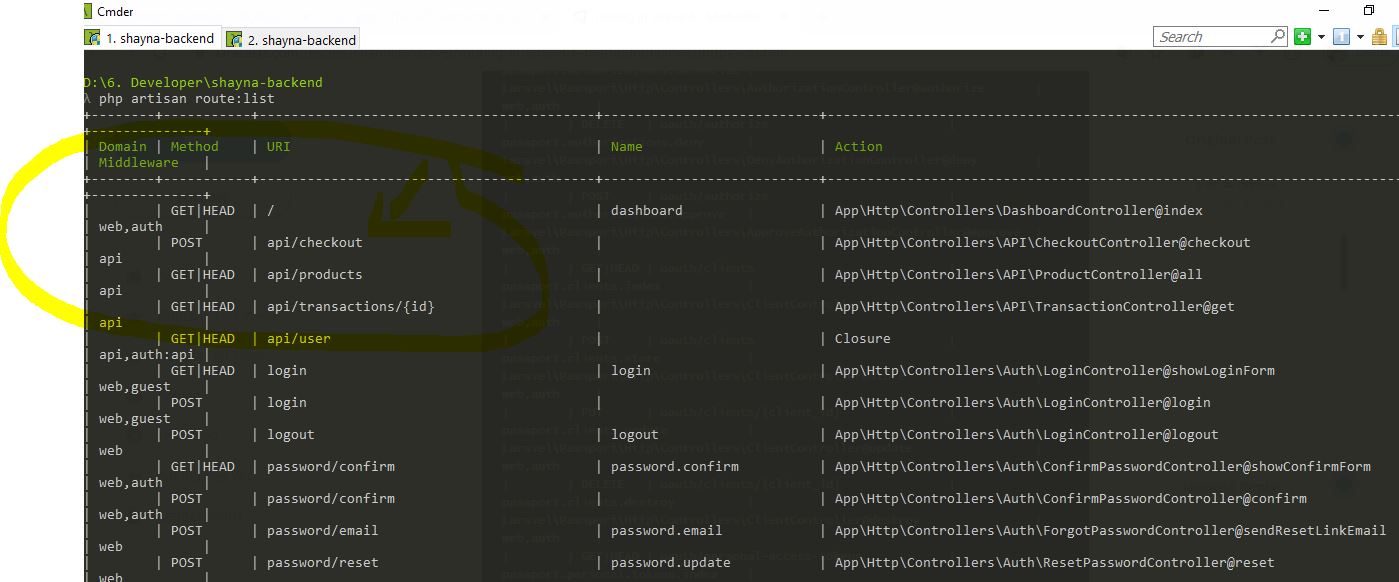 Cmder
1. shayna-backend
2. shayna-backend
Search
D:\6. Developer\shayna-backend
λ php artisan route:list
+--------+----------+------------------------------------------+----------------------------+------------------------------------------------------------------------
+--------------+
| Domain | Method | URI | Name | Action
| Middleware |
+--------+----------+------------------------------------------+----------------------------+------------------------------------------------------------------------
+--------------+
| | GET|HEAD | / | dashboard | App\Http\Controllers\DashboardController@index
| web,auth |
| | POST | api/checkout | | App\Http\Controllers\API\CheckoutController@checkout
| api |
| | GET|HEAD | api/products | | App\Http\Controllers\API\ProductController@all
| api |
| | GET|HEAD | api/transactions/{id} | | App\Http\Controllers\API\TransactionController@get
| api |
| | GET|HEAD | api/user | | Closure
| api,auth:api |
| | GET|HEAD | login | login | App\Http\Controllers\Auth\LoginController@showLoginForm
| web,guest |
| | POST | login | | App\Http\Controllers\Auth\LoginController@login
| web,guest |
| | POST | logout | logout | App\Http\Controllers\Auth\LoginController@logout
| web |
| | GET|HEAD | password/confirm | password.confirm | App\Http\Controllers\Auth\ConfirmPasswordController@showConfirmForm
| web,auth |
| | POST | password/confirm | | App\Http\Controllers\Auth\ConfirmPasswordController@confirm
| web,auth |
| | POST | password/email | password.email | App\Http\Controllers\Auth\ForgotPasswordController@sendResetLinkEmail
| web |
| | POST | password/reset | password.update | App\Http\Controllers\Auth\ResetPasswordController@reset
| web